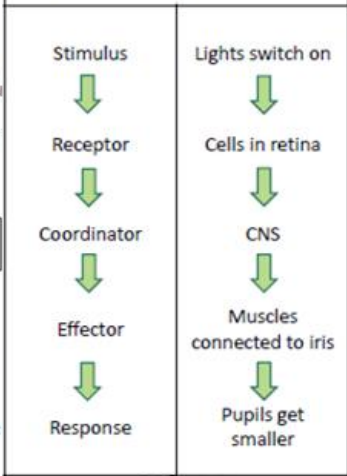 Stimulus
Receptor
Coordinator
Effector
Response
Lights switch on
Cells in retina
CNS
Muscles
connected to iris
Pupils get
smaller